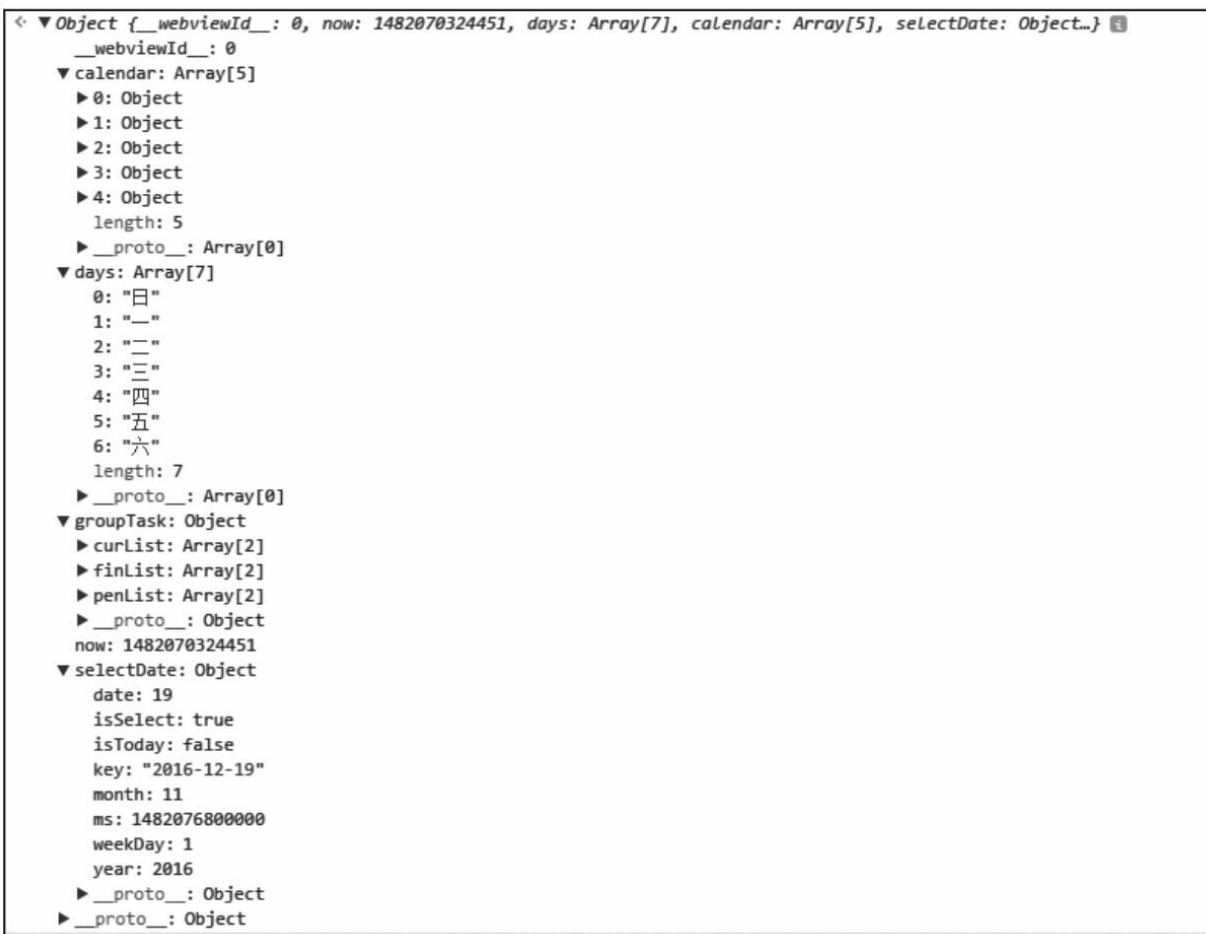 Object {__webviewId__: 0, now: 1482070324451, days: Array[7], calendar: Array[5], selectDate: Object…}
__webviewId__: 0
calendar: Array[5]
0: Object
1: Object
2: Object
3: Object
4: Object
length: 5
__proto__: Array[0]
days: Array[7]
0: "日"
1: "一"
2: "二"
3: "三"
4: "四"
5: "五"
6: "六"
length: 7
__proto__: Array[0]
groupTask: Object
curList: Array[2]
finList: Array[2]
penList: Array[2]
__proto__: Object
now: 1482070324451
selectDate: Object
date: 19
isSelect: true
isToday: false
key: "2016-12-19"
month: 11
ms: 1482076800000
weekDay: 1
year: 2016
__proto__: Object
__proto__: Object